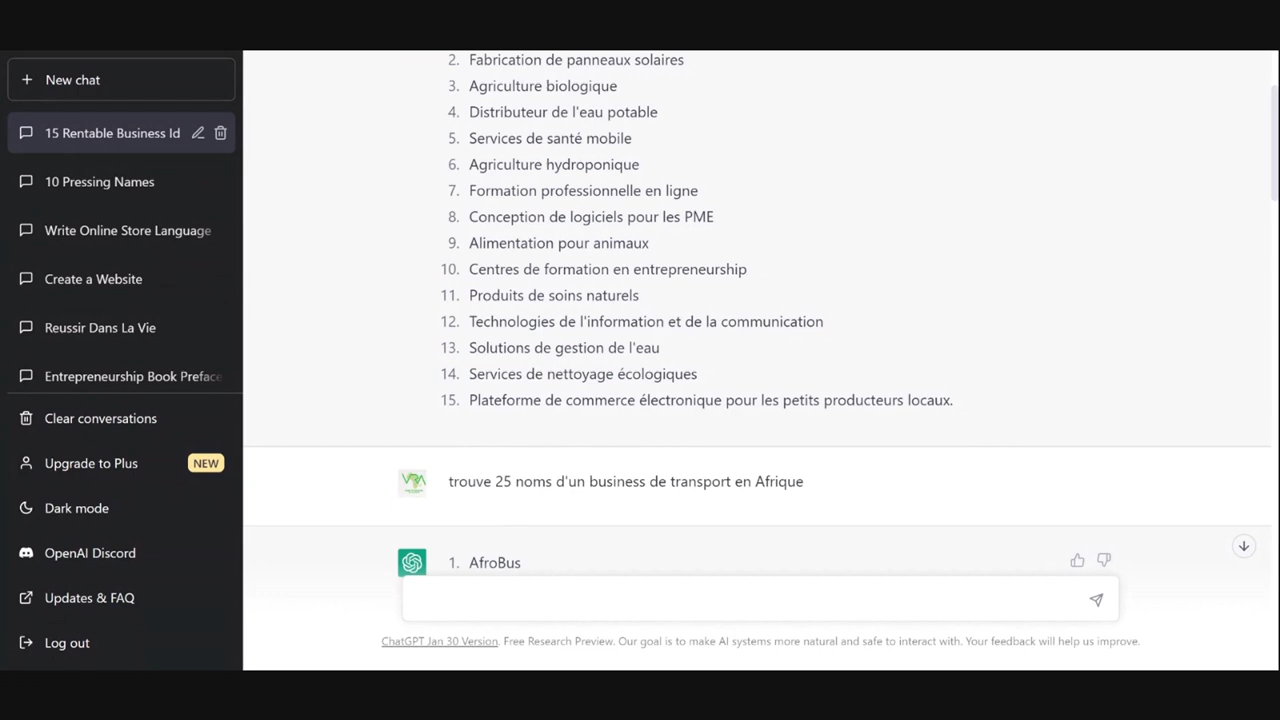 New chat
15 Rentable Business Id
10 Pressing Names
Write Online Store Language
Create a Website
Reussir Dans La Vie
Entrepreneurship Book Preface
Clear conversations
Upgrade to Plus NEW
Dark mode
OpenAI Discord
Updates & FAQ
Log out
2. Fabrication de panneaux solaires
3. Agriculture biologique
4. Distributeur de l'eau potable
5. Services de santé mobile
6. Agriculture hydroponique
7. Formation professionnelle en ligne
8. Conception de logiciels pour les PME
9. Alimentation pour animaux
10. Centres de formation en entrepreneurship
11. Produits de soins naturels
12. Technologies de l'information et de la communication
13. Solutions de gestion de l'eau
14. Services de nettoyage écologiques
15. Plateforme de commerce électronique pour les petits producteurs locaux.
trouve 25 noms d'un business de transport en Afrique
1. AfroBus
ChatGPT Jan 30 Version. Free Research Preview. Our goal is to make AI systems more natural and safe to interact with. Your feedback will help us improve.